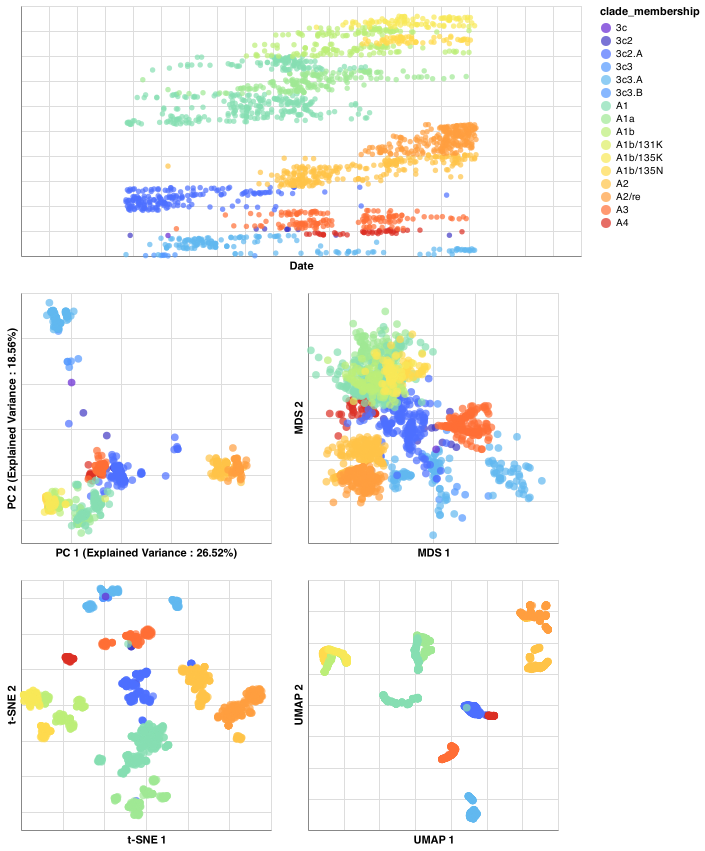 clade_membership
3c
3c2
3c2.A
3c3
3c3.A
3c3.B
A1
A1a
A1b
A1b/131K
A1b/135K
A1b/135N
A2
A2/re
A3
A4
Date
PC 2 (Explained Variance : 18.56%)
PC 1 (Explained Variance : 26.52%)
MDS 2
MDS 1
t-SNE 2
t-SNE 1
UMAP 2
UMAP 1